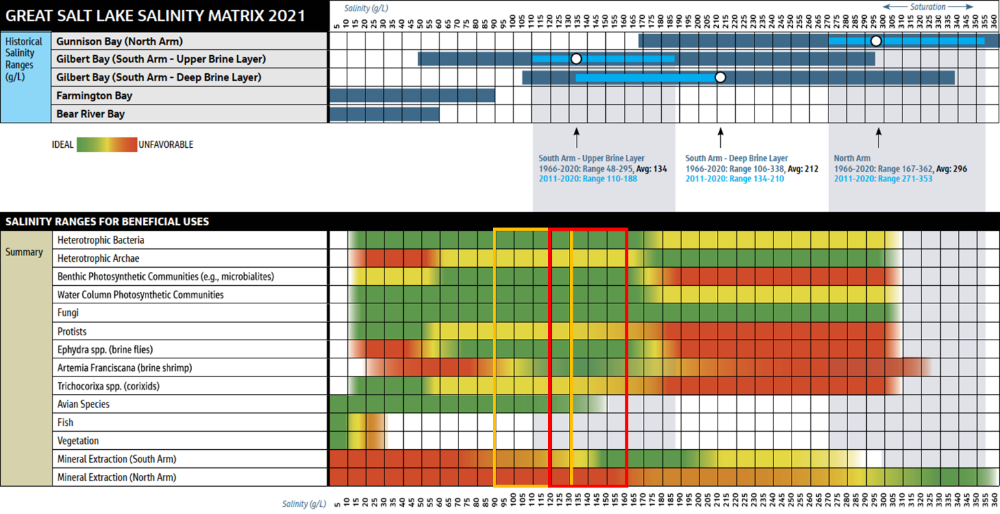 GREAT SALT LAKE SALINITY MATRIX 2021
Salinity (g/L)
Saturation
5 10 15 20 25 30 35 40 45 50 55 60 65 70 75 80 85 90 95 100 105 110 115 120 125 130 135 140 145 150 155 160 165 170 175 180 185 190 195 200 205 210 215 220 225 230 235 240 245 250 255 260 265 270 275 280 285 290 295 300 305 310 315 320 325 330 335 340 345 290 355 360
Historical
Salinity
Ranges
(g/L)
Gunnison Bay (North Arm)
Gilbert Bay (South Arm - Upper Brine Layer)
Gilbert Bay (South Arm - Deep Brine Layer)
Farmington Bay
Bear River Bay
IDEAL UNFAVORABLE
South Arm - Upper Brine Layer
1966-2020: Range 48-295, Avg: 134
2011-2020: Range 110-188
South Arm - Deep Brine Layer
1966-2020: Range 106-338, Avg: 212
2011-2020: Range 134-210
North Arm
1966-2020: Range 167-362, Avg: 296
2011-2020: Range 271-353
SALINITY RANGES FOR BENEFICIAL USES
Summary
Heterotrophic Bacteria
Heterotrophic Archae
Benthic Photosynthetic Communities (e.g., microbialites)
Water Column Photosynthetic Communities
Fungi
Protists
Ephydra spp. (brine flies)
Artemia Franciscana (brine shrimp)
Trichocorixa spp. (corixids)
Avian Species
Fish
Vegetation
Mineral Extraction (South Arm)
Mineral Extraction (North Arm)
Salinity (g/L)
5 10 15 20 25 30 35 40 45 50 55 60 65 70 75 80 85 90 95 100 105 110 115 120 125 130 135 140 145 150 155 160 165 170 175 180 185 190 195 200 205 210 215 220 225 230 235 240 245 250 255 260 265 270 275 280 285 290 295 300 305 310 315 320 325 330 335 340 345 290 355 360